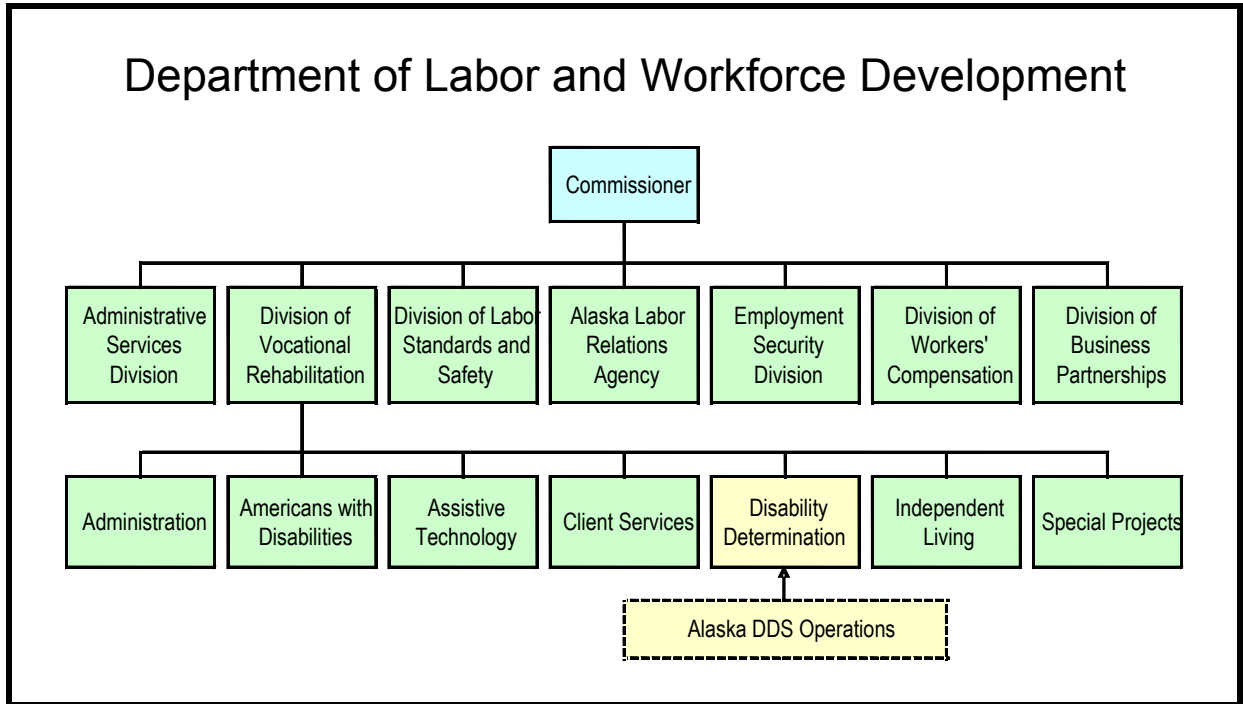 Department of Labor and Workforce Development
Commissioner
Administrative
Services
Division
Division of
Vocational
Rehabilitation
Division of Labor
Standards and
Safety
Alaska Labor
Relations
Agency
Employment
Security
Division
Division of
Workers'
Compensation
Division of
Business
Partnerships
Administration
Americans with
Disabilities
Assistive
Technology
Client Services
Disability
Determination
Independent
Living
Special Projects
Alaska DDS Operations